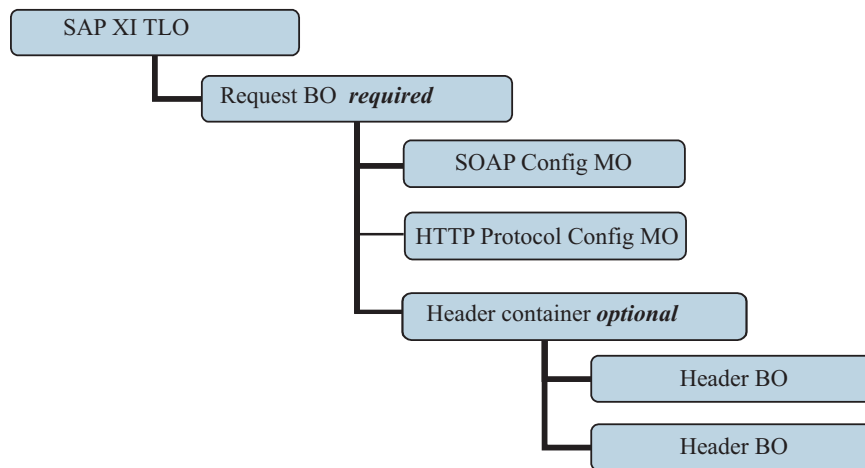 SAP XI TLO
Request BO required
SOAP Config MO
HTTP Protocol Config MO
Header container optional
Header BO
Header BO